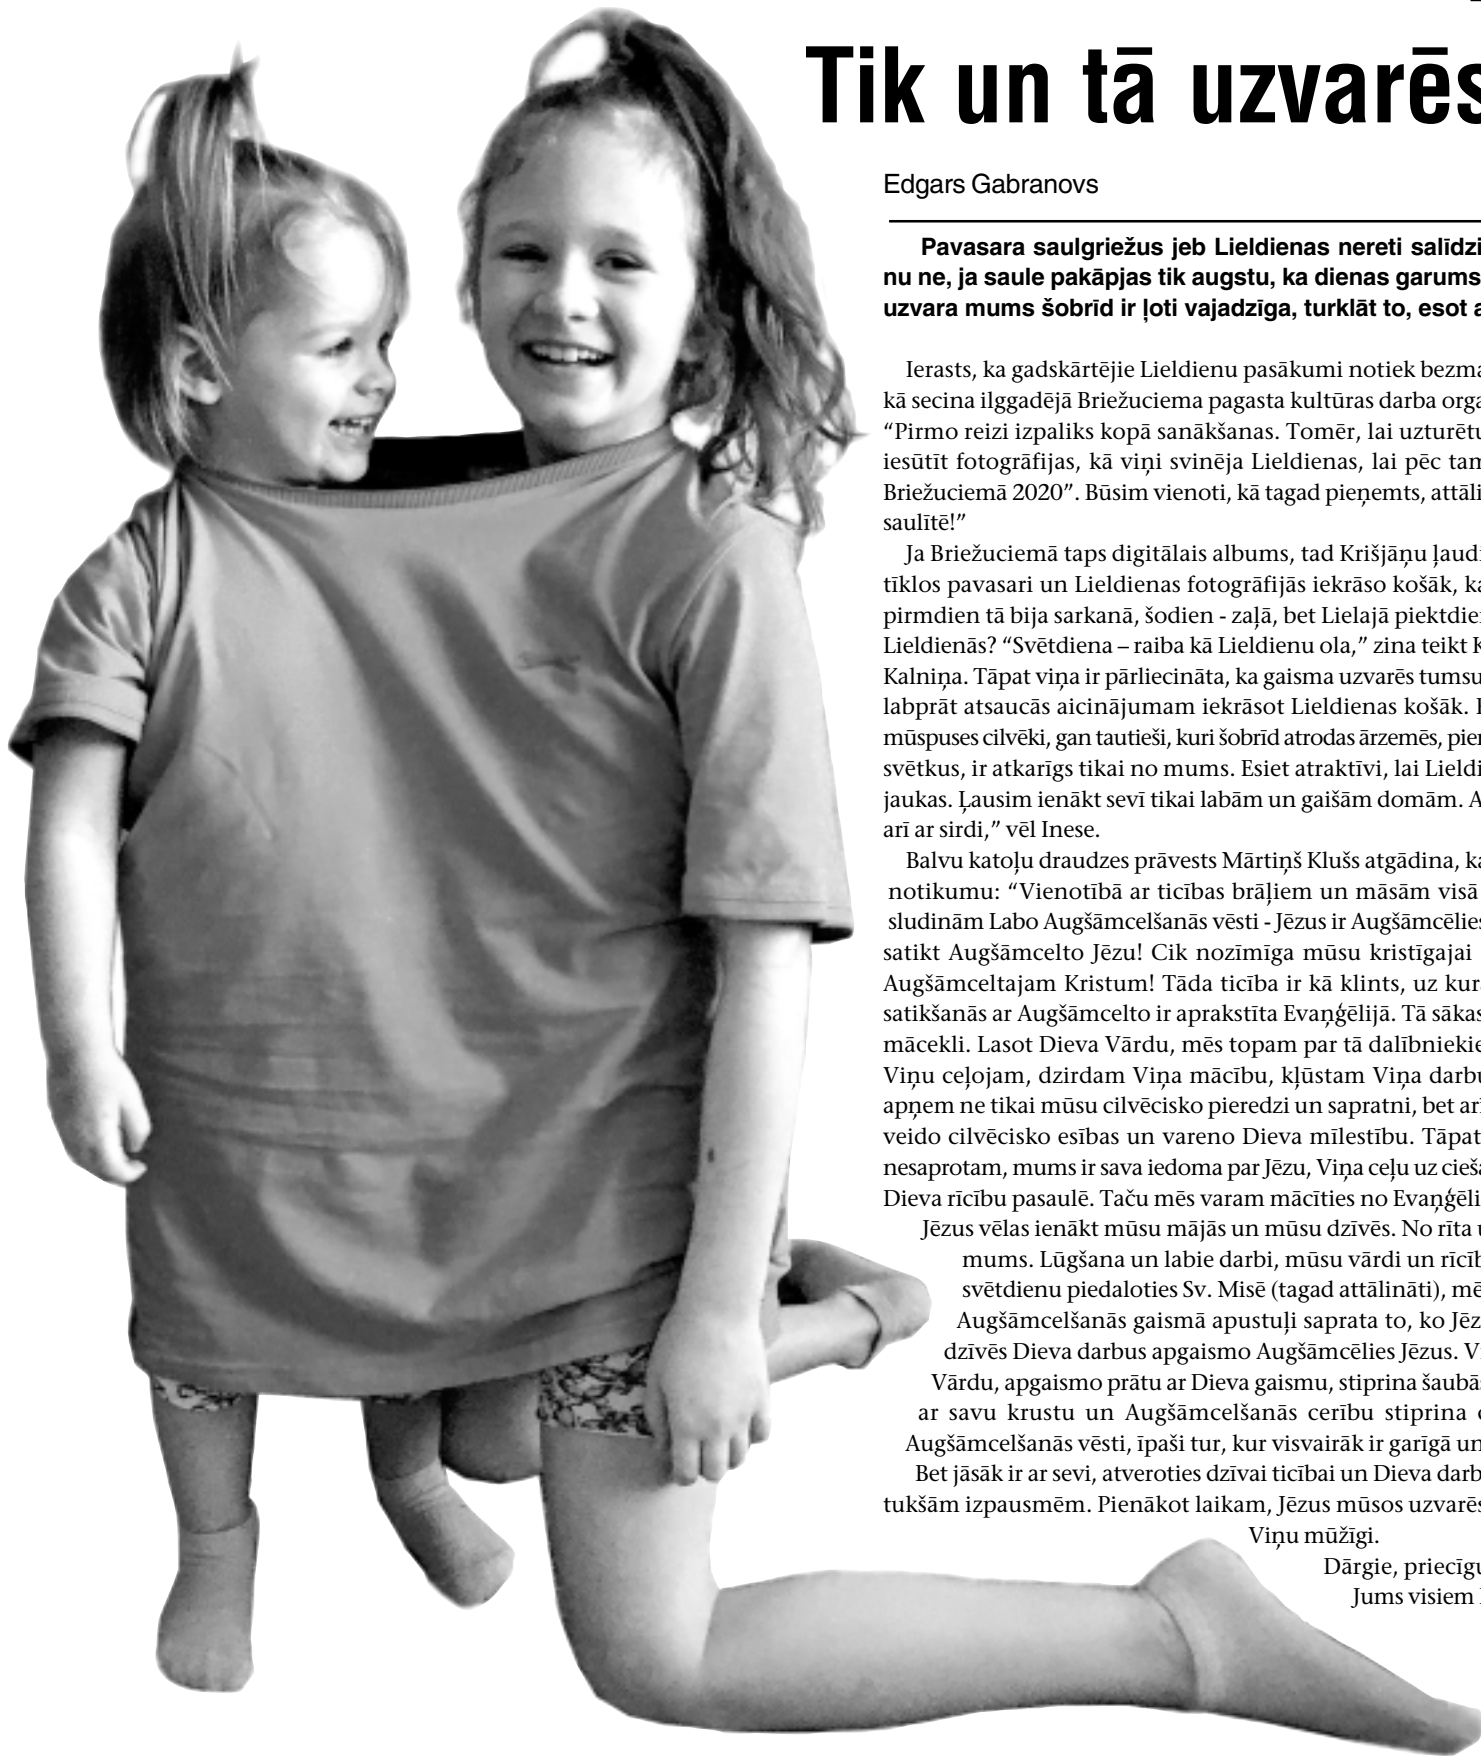 Tik un tā uzvarēs
Edgars Gabranovs
Pavasara saulgriežus jeb Lieldienas nereti salīdzi
nu ne, ja saule pakāpjas tik augstu, ka dienas garums
uzvara mums šobrīd ir ļoti vajadzīga, turklāt to, esot a
Ierasts, ka gadskārtējie Lieldienu pasākumi notiek bezma
kā secina ilggadējā Briežuciema pagasta kultūras darba orga
“Pirmo reizi izpaliks kopā sanākšanas. Tomēr, lai uzturētu
iesūtīt fotogrāfijas, kā viņi svinēja Lieldienas, lai pēc tam
Briežuciemā 2020”. Būsim vienoti, kā tagad pieņemts, attāli
saulītē!”
Ja Briežuciemā taps digitālais albums, tad Krišjāņu ļaudi
tīklos pavasari un Lieldienas fotogrāfijās iekrāso košāk, ka
pirmdien tā bija sarkanā, šodien - zaļā, bet Lielajā piektdien
Lieldienās? “Svētdiena – raiba kā Lieldienu ola,” zina teikt K
Kalniņa. Tāpat viņa ir pārliecināta, ka gaisma uzvarēs tumsu
labprāt atsaucās aicinājumam iekrāsot Lieldienas košāk. I
mūspuses cilvēki, gan tautieši, kuri šobrīd atrodas ārzemēs, pier
svētkus, ir atkarīgs tikai no mums. Esiet atraktīvi, lai Lieldi
jaukas. Ļausim ienākt sevī tikai labām un gaišām domām. A
arī ar sirdi,” vēl Inese.
Balvu katoļu draudzes prāvests Mārtiņš Klušs atgādina, ka
notikumu: “Vienotībā ar ticības brāļiem un māsām visā
sludinām Labo Augšāmcelšanās vēsti - Jēzus ir Augšāmcēlies
satikt Augšāmcelto Jēzu! Cik nozīmīga mūsu kristīgajai
Augšāmceltajam Kristum! Tāda ticība ir kā klints, uz kura
satikšanās ar Augšāmcelto ir aprakstīta Evaņģēlijā. Tā sākas
mācekli. Lasot Dieva Vārdu, mēs topam par tā dalībniekie
Viņu ceļojam, dzirdam Viņa mācību, kļūstam Viņa darbu
apņem ne tikai mūsu cilvēcisko pieredzi un sapratni, bet arī
veido cilvēcisko esības un vareno Dieva mīlestību. Tāpat
nesaprotam, mums ir sava iedoma par Jēzu, Viņa ceļu uz cieša
Dieva rīcību pasaulē. Taču mēs varam mācīties no Evaņģēli
Jēzus vēlas ienākt mūsu mājās un mūsu dzīvēs. No rīta u
mums. Lūgšana un labie darbi, mūsu vārdi un rīcīb
svētdienu piedaloties Sv. Misē (tagad attālināti), mē
Augšāmcelšanās gaismā apustuļi saprata to, ko Jēz
dzīvēs Dieva darbus apgaismo Augšāmcēlies Jēzus. Vi
Vārdu, apgaismo prātu ar Dieva gaismu, stiprina šaubās
ar savu krustu un Augšāmcelšanās cerību stiprina c
Augšāmcelšanās vēsti, īpaši tur, kur visvairāk ir garīgā un
Bet jāsāk ir ar sevi, atveroties dzīvai ticībai un Dieva darb
tukšām izpausmēm. Pienākot laikam, Jēzus mūsos uzvarēs
Viņu mūžīgi.
Dārgie, priecīgu
Jums visiem